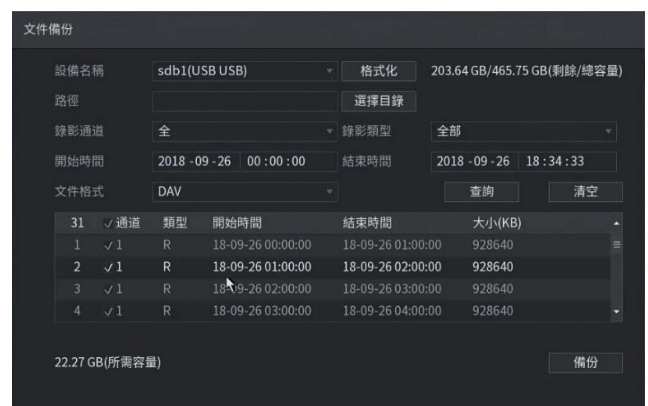 文件備份
設備名稱 sdb1(USB USB) 格式化 203.64 GB/465.75 GB(剩餘/總容量)
路徑 選擇目錄
錄影通道 全 錄影類型 全部
開始時間 2018 - 09 - 26 00 : 00 : 00 結束時間 2018 - 09 - 26 18 : 34 : 33
文件格式 DAV 查詢 清空
31 ✓通道 類型 開始時間 結束時間 大小(KB)
1 ✓1 R 18-09-26 00:00:00 18-09-26 01:00:00 928640
2 ✓1 R 18-09-26 01:00:00 18-09-26 02:00:00 928640
3 ✓1 R 18-09-26 02:00:00 18-09-26 03:00:00 928640
4 ✓1 R 18-09-26 03:00:00 18-09-26 04:00:00 928640
22.27 GB(所需容量) 備份